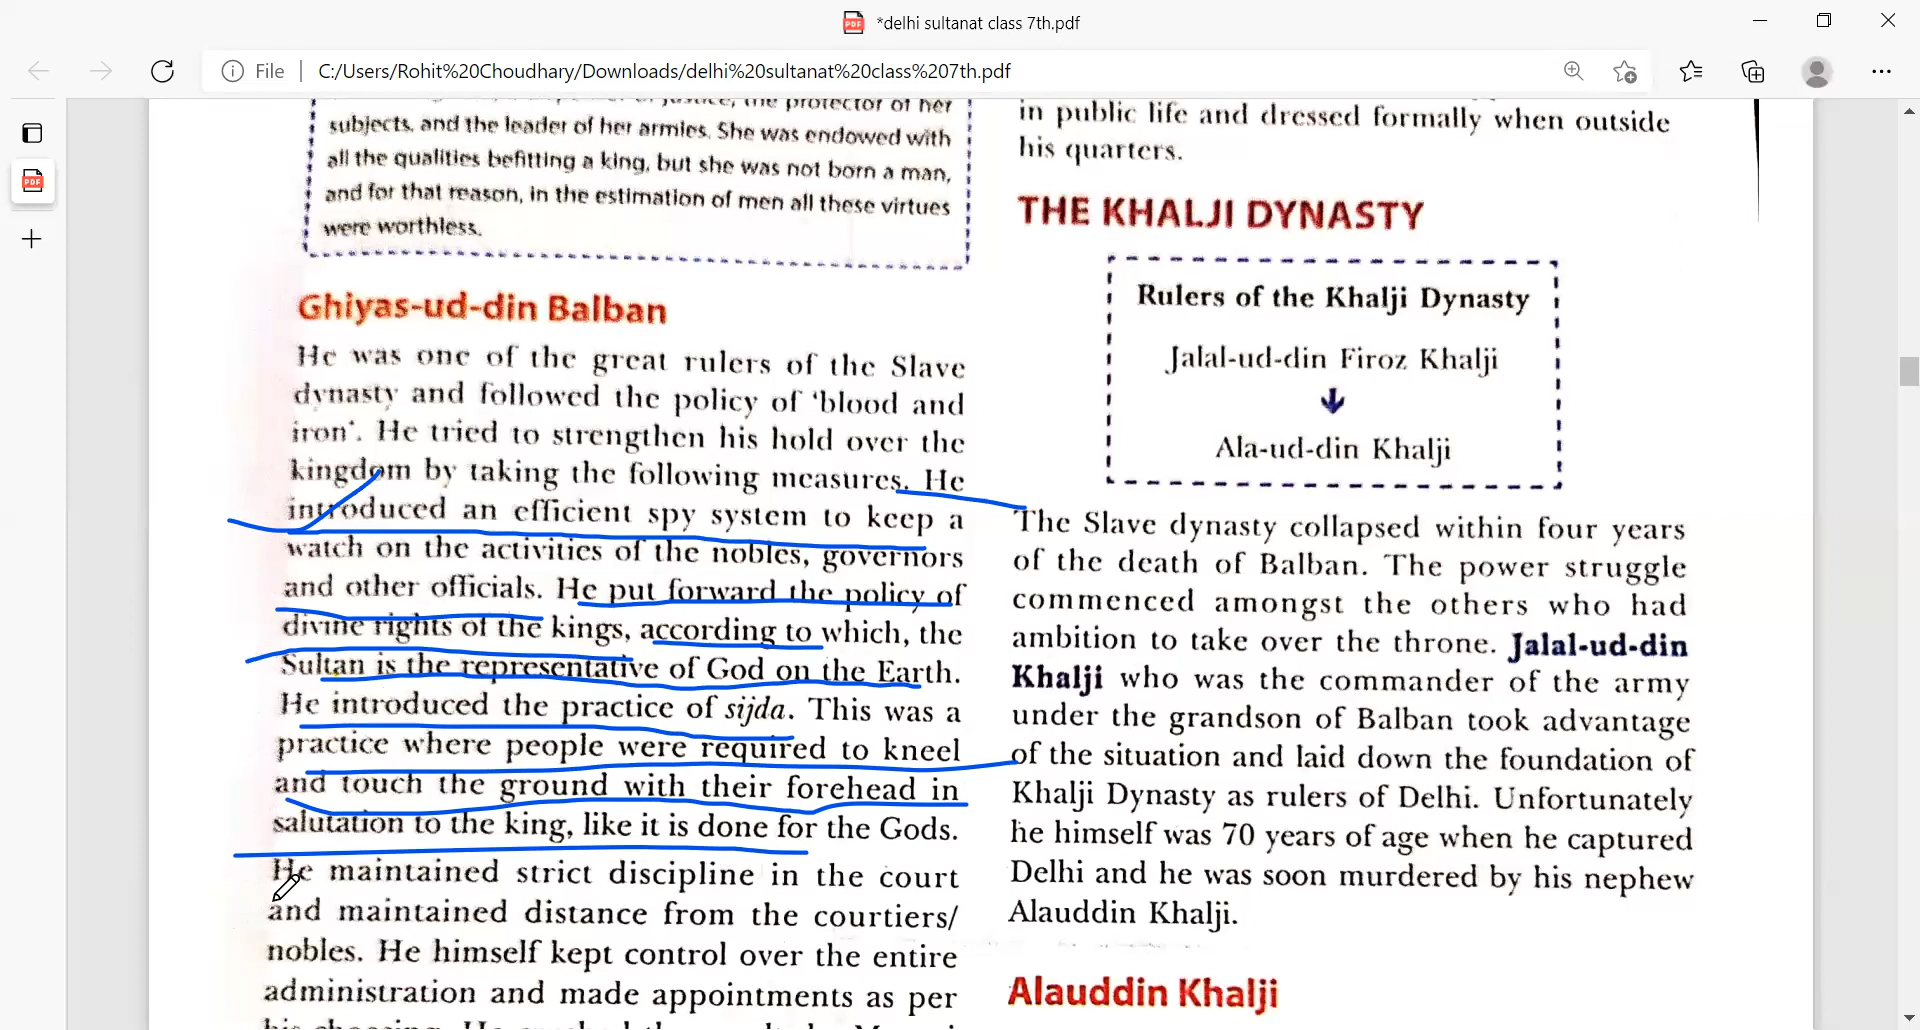 *delhi sultanat class 7th.pdf
File
C:/Users/Rohit%20Choudhary/Downloads/delhi%20sultanat%20class%207th.pdf
the protector of her
subjects, and the leader of her armies. She was endowed with
all the qualities befitting a king, but she was not born a man,
and for that reason, in the estimation of men all these virtues
were worthless.
Ghiyas-ud-din Balban
He was one of the great rulers of the Slave
dynasty and followed the policy of 'blood and
iron'. He tried to strengthen his hold over the
kingdom by taking the following measures. He
introduced an efficient spy system to keep a
watch on the activities of the nobles, governors
and other officials. He put forward the policy of
divine rights of the kings, according to which, the
Sultan is the representative of God on the Earth.
He introduced the practice of sijda. This was a
practice where people were required to kneel
and touch the ground with their forehead in
salutation to the king, like it is done for the Gods.
He maintained strict discipline in the court
and maintained distance from the courtiers/
nobles. He himself kept control over the entire
administration and made appointments as per
in public life and dressed formally when outside
his quarters.
THE KHALJI DYNASTY
Rulers of the Khalji Dynasty
Jalal-ud-din Firoz Khalji
Ala-ud-din Khalji
The Slave dynasty collapsed within four years
of the death of Balban. The power struggle
commenced amongst the others who had
ambition to take over the throne. Jalal-ud-din
Khalji who was the commander of the army
under the grandson of Balban took advantage
of the situation and laid down the foundation of
Khalji Dynasty as rulers of Delhi. Unfortunately
he himself was 70 years of age when he captured
Delhi and he was soon murdered by his nephew
Alauddin Khalji.
Alauddin Khalji